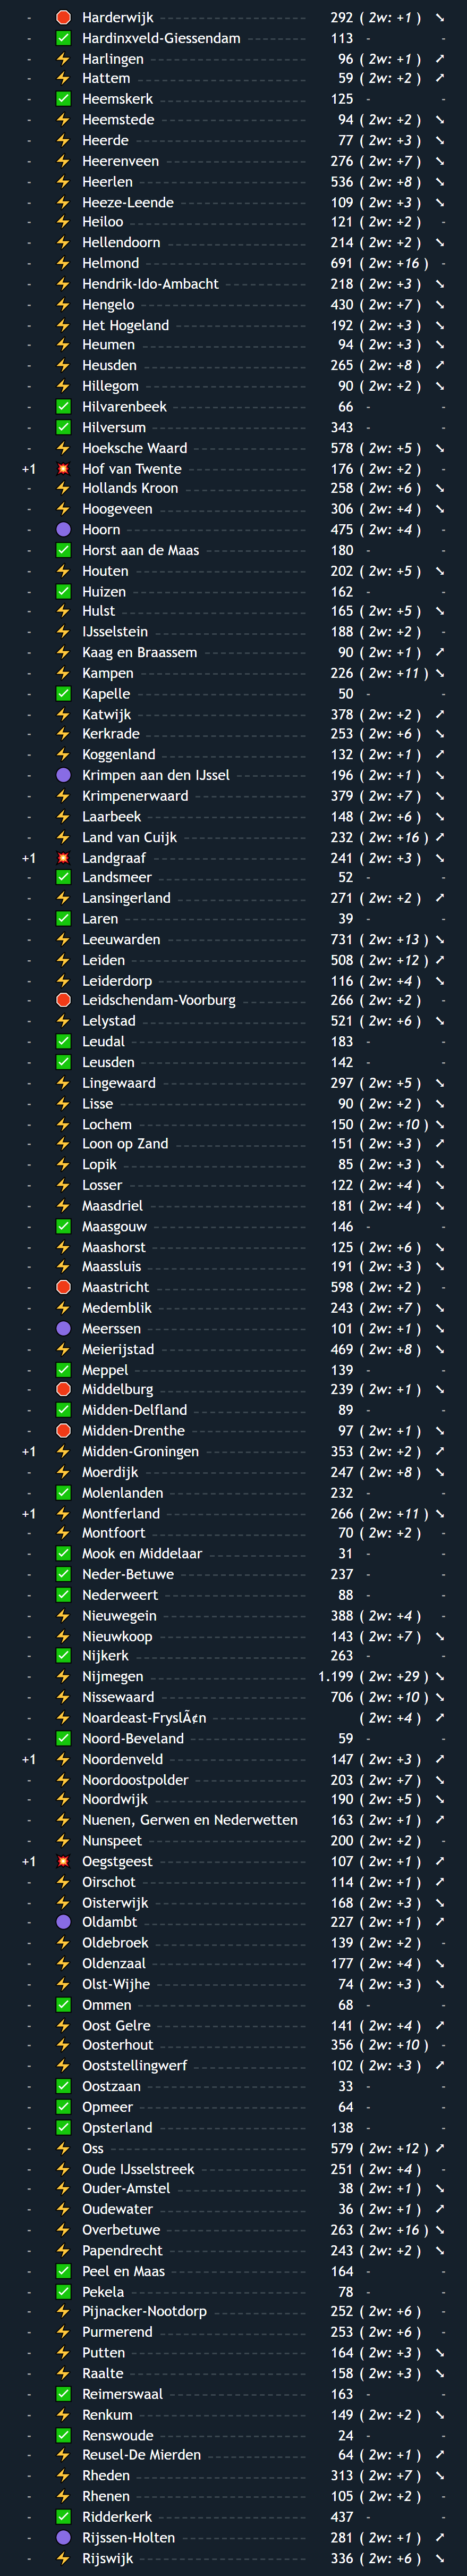 - 🛑 Harderwijk 292 ( 2w: +1 ) ➘
- ✅ Hardinxveld-Giessendam 113 - -
- ⚡ Harlingen 96 ( 2w: +1 ) ➚
- ⚡ Hattem 59 ( 2w: +2 ) ➚
- ✅ Heemskerk 125 - -
- ⚡ Heemstede 94 ( 2w: +2 ) ➘
- ⚡ Heerde 77 ( 2w: +3 ) ➘
- ⚡ Heerenveen 276 ( 2w: +7 ) ➘
- ⚡ Heerlen 536 ( 2w: +8 ) ➘
- ⚡ Heeze-Leende 109 ( 2w: +3 ) ➘
- ⚡ Heiloo 121 ( 2w: +2 ) -
- ⚡ Hellendoorn 214 ( 2w: +2 ) ➘
- ⚡ Helmond 691 ( 2w: +16 ) -
- ⚡ Hendrik-Ido-Ambacht 218 ( 2w: +3 ) ➘
- ⚡ Hengelo 430 ( 2w: +7 ) ➘
- ⚡ Het Hogeland 192 ( 2w: +3 ) ➘
- ⚡ Heumen 94 ( 2w: +3 ) ➘
- ⚡ Heusden 265 ( 2w: +8 ) ➚
- ⚡ Hillegom 90 ( 2w: +2 ) ➘
- ✅ Hilvarenbeek 66 - -
- ✅ Hilversum 343 - -
- ⚡ Hoeksche Waard 578 ( 2w: +5 ) ➘
+1 💥 Hof van Twente 176 ( 2w: +2 ) -
- ⚡ Hollands Kroon 258 ( 2w: +6 ) ➘
- ⚡ Hoogeveen 306 ( 2w: +4 ) ➘
- 🟣 Hoorn 475 ( 2w: +4 ) -
- ✅ Horst aan de Maas 180 - -
- ⚡ Houten 202 ( 2w: +5 ) ➘
- ✅ Huizen 162 - -
- ⚡ Hulst 165 ( 2w: +5 ) ➘
- ⚡ IJsselstein 188 ( 2w: +2 ) -
- ⚡ Kaag en Braassem 90 ( 2w: +1 ) ➚
- ⚡ Kampen 226 ( 2w: +11 ) ➘
- ✅ Kapelle 50 - -
- ⚡ Katwijk 378 ( 2w: +2 ) ➚
- ⚡ Kerkrade 253 ( 2w: +6 ) ➘
- ⚡ Koggenland 132 ( 2w: +1 ) ➚
- 🟣 Krimpen aan den IJssel 196 ( 2w: +1 ) ➘
- ⚡ Krimpenerwaard 379 ( 2w: +7 ) ➘
- ⚡ Laarbeek 148 ( 2w: +6 ) ➘
- ⚡ Land van Cuijk 232 ( 2w: +16 ) ➚
+1 💥 Landgraaf 241 ( 2w: +3 ) ➘
- ✅ Landsmeer 52 - -
- ⚡ Lansingerland 271 ( 2w: +2 ) ➚
- ✅ Laren 39 - -
- ⚡ Leeuwarden 731 ( 2w: +13 ) ➘
- ⚡ Leiden 508 ( 2w: +12 ) ➚
- ⚡ Leiderdorp 116 ( 2w: +4 ) ➘
- 🛑 Leidschendam-Voorburg 266 ( 2w: +2 ) -
- ⚡ Lelystad 521 ( 2w: +6 ) ➘
- ✅ Leudal 183 - -
- ✅ Leusden 142 - -
- ⚡ Lingewaard 297 ( 2w: +5 ) ➘
- ⚡ Lisse 90 ( 2w: +2 ) ➘
- ⚡ Lochem 150 ( 2w: +10 ) ➘
- ⚡ Loon op Zand 151 ( 2w: +3 ) ➚
- ⚡ Lopik 85 ( 2w: +3 ) ➘
- ⚡ Losser 122 ( 2w: +4 ) ➘
- ⚡ Maasdriel 181 ( 2w: +4 ) ➘
- ✅ Maasgouw 146 - -
- ⚡ Maashorst 125 ( 2w: +6 ) ➘
- ⚡ Maassluis 191 ( 2w: +3 ) ➘
- 🛑 Maastricht 598 ( 2w: +2 ) -
- ⚡ Medemblik 243 ( 2w: +7 ) ➘
- 🟣 Meerssen 101 ( 2w: +1 ) ➘
- ⚡ Meierijstad 469 ( 2w: +8 ) ➘
- ✅ Meppel 139 - -
- 🛑 Middelburg 239 ( 2w: +1 ) ➘
- ✅ Midden-Delfland 89 - -
- 🛑 Midden-Drenthe 97 ( 2w: +1 ) ➘
+1 ⚡ Midden-Groningen 353 ( 2w: +2 ) ➚
- ⚡ Moerdijk 247 ( 2w: +8 ) ➘
- ✅ Molenlanden 232 - -
+1 ⚡ Montferland 266 ( 2w: +11 ) ➘
- ⚡ Montfoort 70 ( 2w: +2 ) -
- ✅ Mook en Middelaar 31 - -
- ✅ Neder-Betuwe 237 - -
- ✅ Nederweert 88 - -
- ⚡ Nieuwegein 388 ( 2w: +4 ) -
- ⚡ Nieuwkoop 143 ( 2w: +7 ) ➘
- ✅ Nijkerk 263 - -
- ⚡ Nijmegen 1.199 ( 2w: +29 ) ➘
- ⚡ Nissewaard 706 ( 2w: +10 ) ➘
- ⚡ Noardeast-FryslÃ¢n ( 2w: +4 ) ➚
- ✅ Noord-Beveland 59 - -
+1 ⚡ Noordenveld 147 ( 2w: +3 ) ➚
- ⚡ Noordoostpolder 203 ( 2w: +7 ) ➘
- ⚡ Noordwijk 190 ( 2w: +5 ) ➘
- ⚡ Nuenen, Gerwen en Nederwetten 163 ( 2w: +1 ) ➚
- ⚡ Nunspeet 200 ( 2w: +2 ) -
+1 💥 Oegstgeest 107 ( 2w: +1 ) ➚
- ⚡ Oirschot 114 ( 2w: +1 ) ➚
- ⚡ Oisterwijk 168 ( 2w: +3 ) ➘
- 🟣 Oldambt 227 ( 2w: +1 ) ➚
- ⚡ Oldebroek 139 ( 2w: +2 ) -
- ⚡ Oldenzaal 177 ( 2w: +4 ) ➘
- ⚡ Olst-Wijhe 74 ( 2w: +3 ) ➘
- ✅ Ommen 68 - -
- ⚡ Oost Gelre 141 ( 2w: +4 ) ➚
- ⚡ Oosterhout 356 ( 2w: +10 ) -
- ⚡ Ooststellingwerf 102 ( 2w: +3 ) ➚
- ✅ Oostzaan 33 - -
- ✅ Opmeer 64 - -
- ✅ Opsterland 138 - -
- ⚡ Oss 579 ( 2w: +12 ) ➚
- ⚡ Oude IJsselstreek 251 ( 2w: +4 ) -
- ⚡ Ouder-Amstel 38 ( 2w: +1 ) ➘
- ⚡ Oudewater 36 ( 2w: +1 ) ➚
- ⚡ Overbetuwe 263 ( 2w: +16 ) ➘
- ⚡ Papendrecht 243 ( 2w: +2 ) ➘
- ✅ Peel en Maas 164 - -
- ✅ Pekela 78 - -
- ⚡ Pijnacker-Nootdorp 252 ( 2w: +6 ) -
- ⚡ Purmerend 253 ( 2w: +6 ) -
- ⚡ Putten 164 ( 2w: +3 ) ➘
- ⚡ Raalte 158 ( 2w: +3 ) ➘
- ✅ Reimerswaal 163 - -
- ⚡ Renkum 149 ( 2w: +2 ) ➘
- ✅ Renswoude 24 - -
- ⚡ Reusel-De Mierden 64 ( 2w: +1 ) ➚
- ⚡ Rheden 313 ( 2w: +7 ) ➘
- ⚡ Rhenen 105 ( 2w: +2 ) -
- ✅ Ridderkerk 437 - -
- 🟣 Rijssen-Holten 281 ( 2w: +1 ) ➚
- ⚡ Rijswijk 336 ( 2w: +6 ) ➘